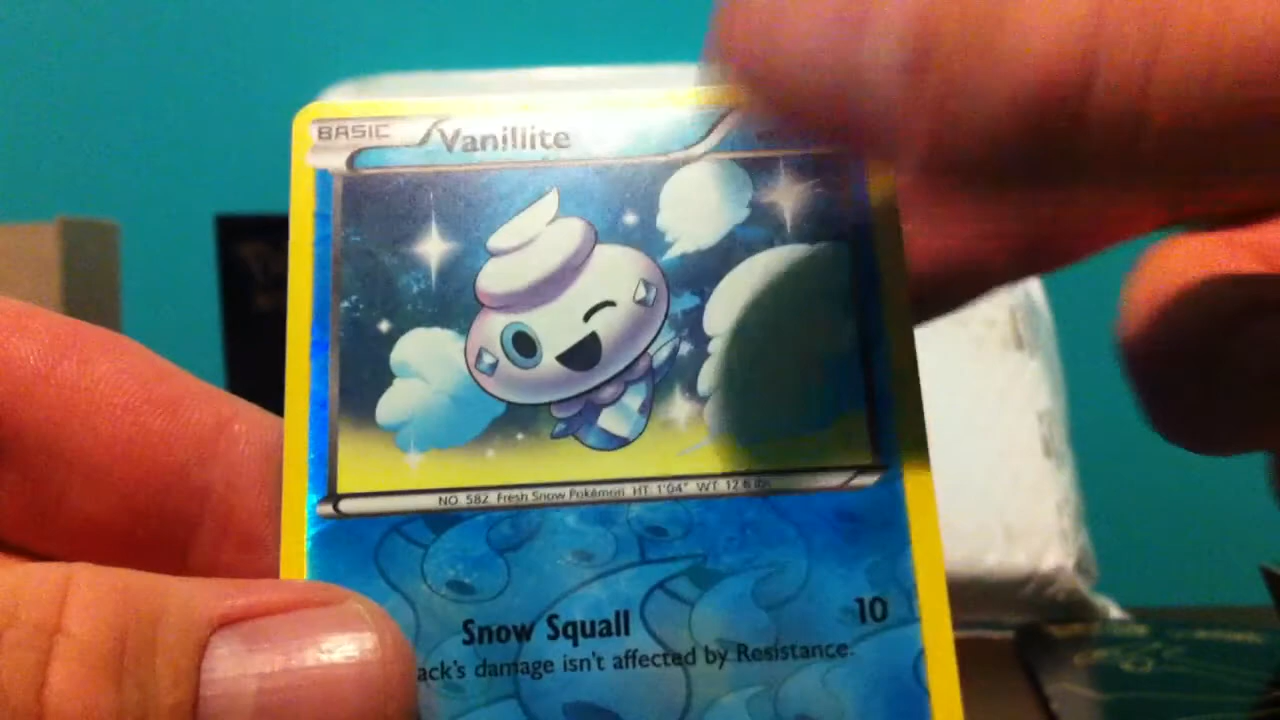 BASIC Vanillite
NO. 582 Fresh Snow Pokémon HT: 1'04" WT: 12.6 lbs
Snow Squall 10
ack's damage isn't affected by Resistance.